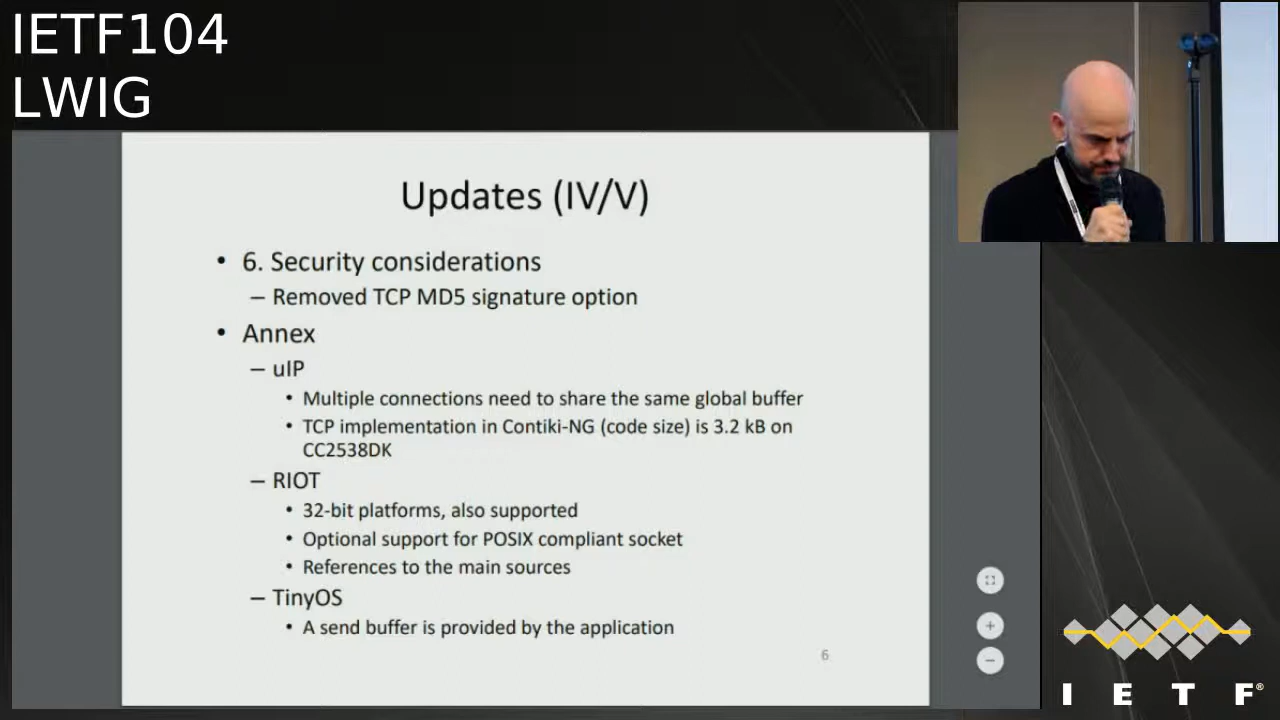 IETF104
LWIG
Updates (IV/V)
• 6. Security considerations
– Removed TCP MD5 signature option
• Annex
– uIP
• Multiple connections need to share the same global buffer
• TCP implementation in Contiki-NG (code size) is 3.2 kB on
CC2538DK
– RIOT
• 32-bit platforms, also supported
• Optional support for POSIX compliant socket
• References to the main sources
– TinyOS
• A send buffer is provided by the application
6
I E T F®